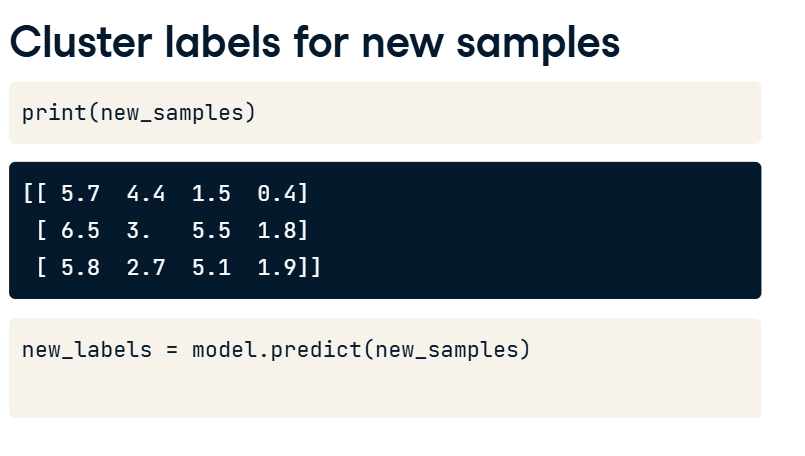 Cluster labels for new samples
print(new_samples)
[[ 5.7  4.4  1.5  0.4]
 [ 6.5  3.   5.5  1.8]
 [ 5.8  2.7  5.1  1.9]]
new_labels = model.predict(new_samples)